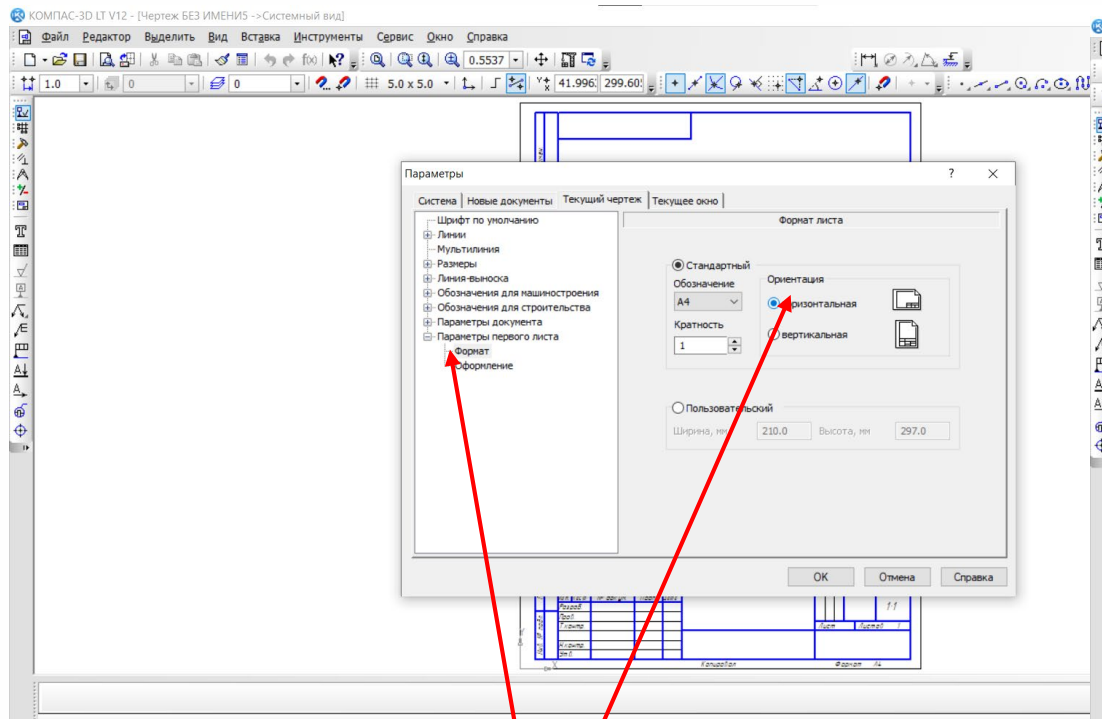 КОМПАС-3D LT V12 - [Чертеж БЕЗ ИМЕНИ5 ->Системный вид]
Файл Редактор Выделить Вид Вставка Инструменты Сервис Окно Справка
0.5537
1.0 0 0 5.0 x 5.0 41.996 299.60
Параметры ? X
Система Новые документы Текущий чертеж Текущее окно
Шрифт по умолчанию
Линии
Мультилиния
Размеры
Линия-выноска
Обозначения для машиностроения
Обозначения для строительства
Параметры документа
Параметры первого листа
Формат
Оформление
Формат листа
Стандартный
Обозначение
A4
Кратность
1
Ориентация
горизонтальная
вертикальная
Пользовательский
Ширина, мм 210.0 Высота, мм 297.0
OK Отмена Справка
Разраб
Пров
Т.контр
Н.контр
Утв
1:1
Лист Листов 1
Копировал Формат A4